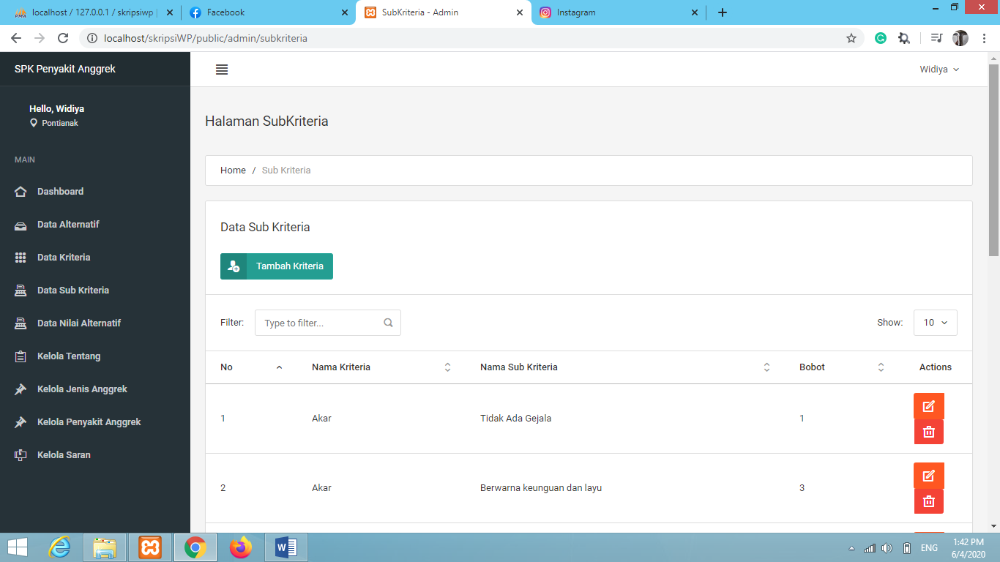 localhost / 127.0.0.1 / skripsiwp
Facebook
SubKriteria - Admin
Instagram
localhost/skripsiWP/public/admin/subkriteria
SPK Penyakit Anggrek
Widiya
Hello, Widiya
Pontianak
MAIN
Dashboard
Data Alternatif
Data Kriteria
Data Sub Kriteria
Data Nilai Alternatif
Kelola Tentang
Kelola Jenis Anggrek
Kelola Penyakit Anggrek
Kelola Saran
Halaman SubKriteria
Home / Sub Kriteria
Data Sub Kriteria
Tambah Kriteria
Filter: Type to filter... Show: 10
No Nama Kriteria Nama Sub Kriteria Bobot Actions
1 Akar Tidak Ada Gejala 1
2 Akar Berwarna keunguan dan layu 3
ENG
1:42 PM
6/4/2020